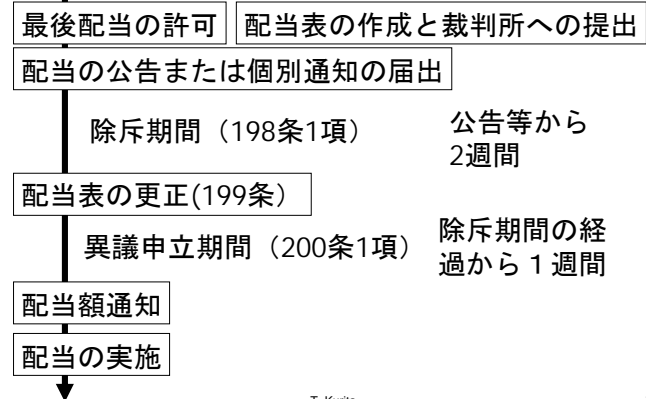 最後配当の許可 配当表の作成と裁判所への提出
配当の公告または個別通知の届出
除斥期間（198条1項） 公告等から
2週間
配当表の更正(199条）
異議申立期間（200条1項） 除斥期間の経
過から１週間
配当額通知
配当の実施